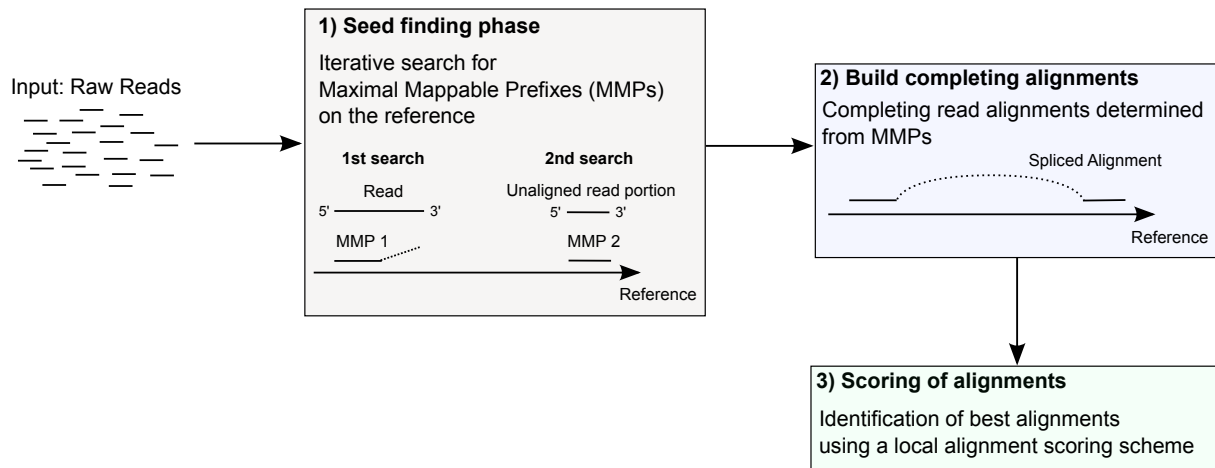 Input: Raw Reads
1) Seed finding phase
Iterative search for
Maximal Mappable Prefixes (MMPs)
on the reference
1st search
2nd search
Read
Unaligned read portion
5'
3'
5'
3'
MMP 1
MMP 2
Reference
2) Build completing alignments
Completing read alignments determined
from MMPs
Spliced Alignment
Reference
3) Scoring of alignments
Identification of best alignments
using a local alignment scoring scheme